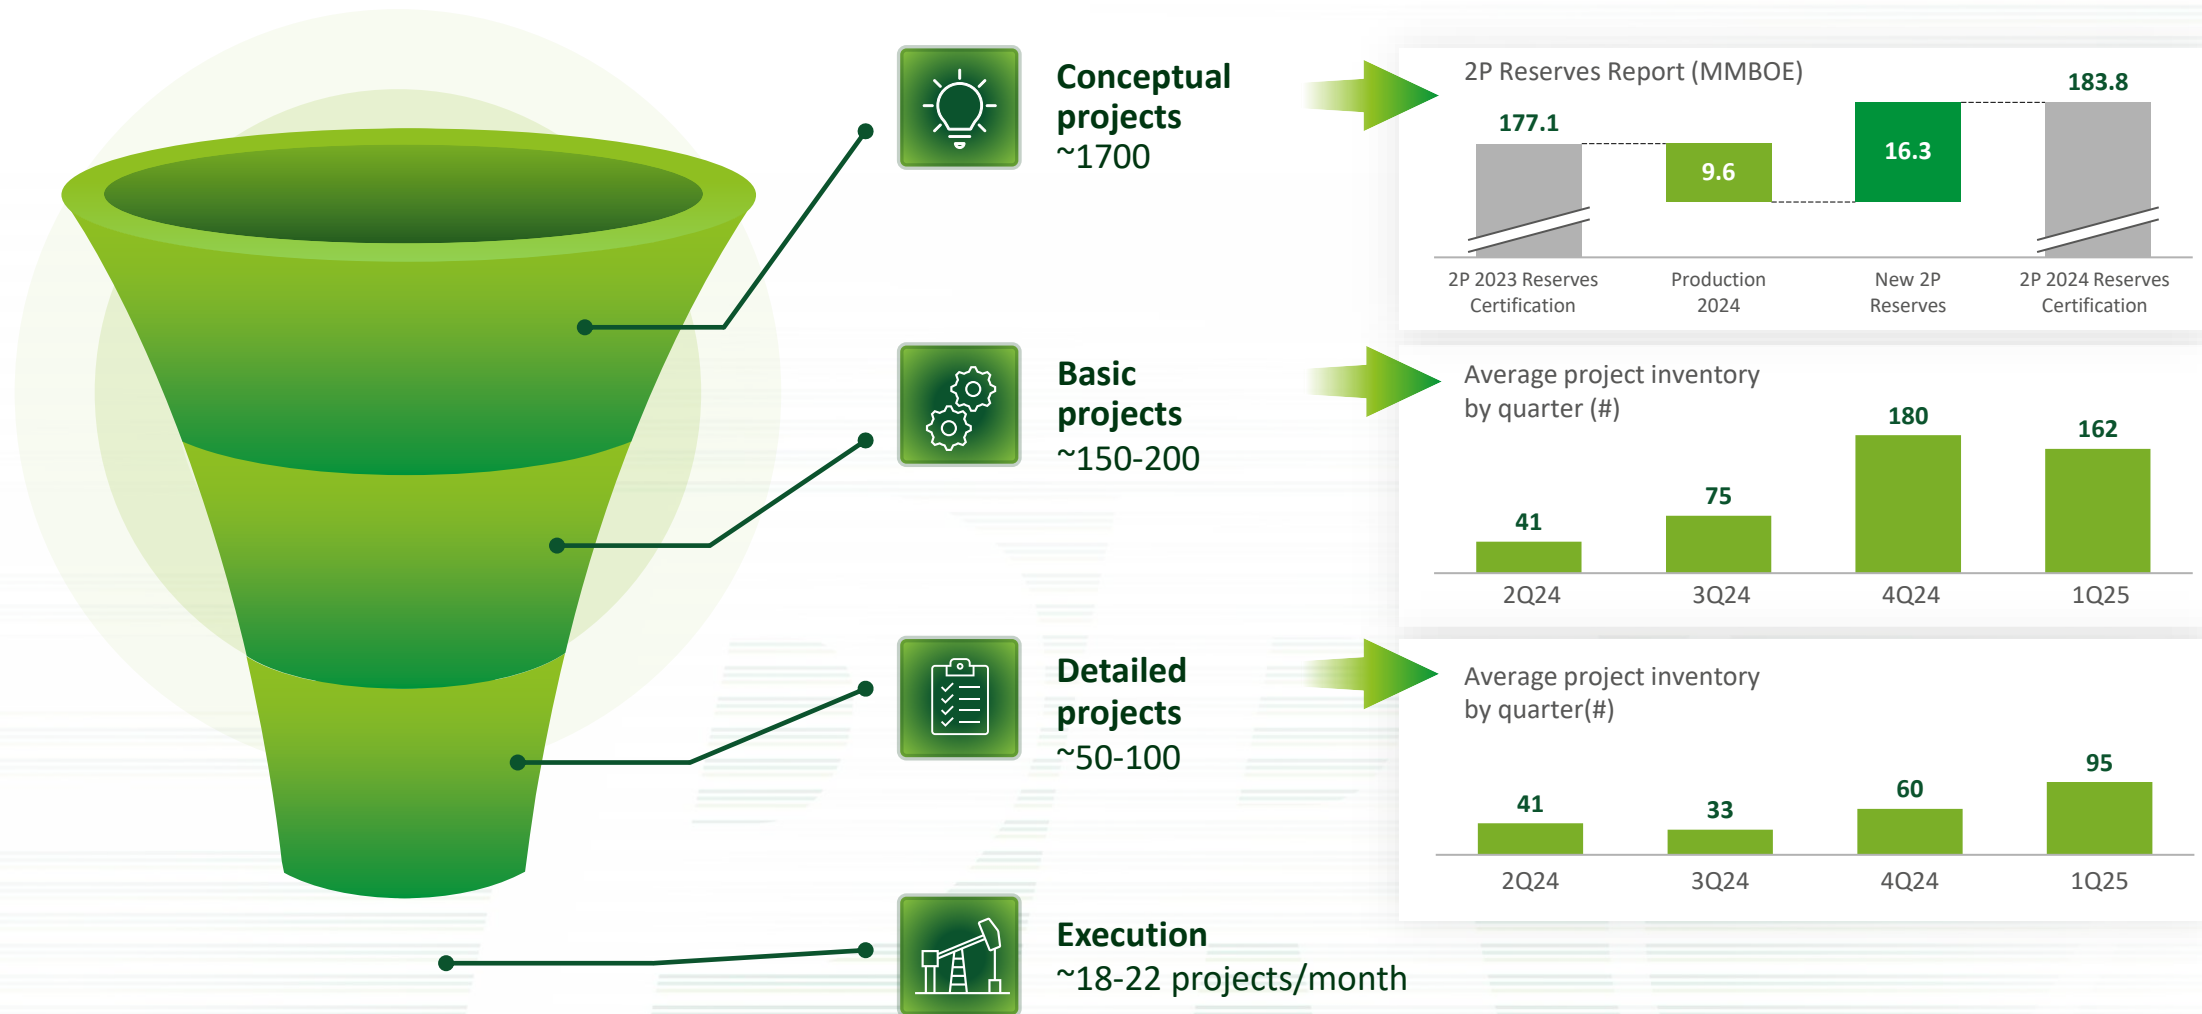 Conceptual
projects
~1700
2P Reserves Report (MMBOE)
177.1
9.6
16.3
183.8
2P 2023 Reserves
Certification
Production
2024
New 2P
Reserves
2P 2024 Reserves
Certification
Basic
projects
~150-200
Average project inventory
by quarter (#)
41
75
180
162
2Q24
3Q24
4Q24
1Q25
Detailed
projects
~50-100
Average project inventory
by quarter(#)
41
33
60
95
2Q24
3Q24
4Q24
1Q25
Execution
~18-22 projects/month